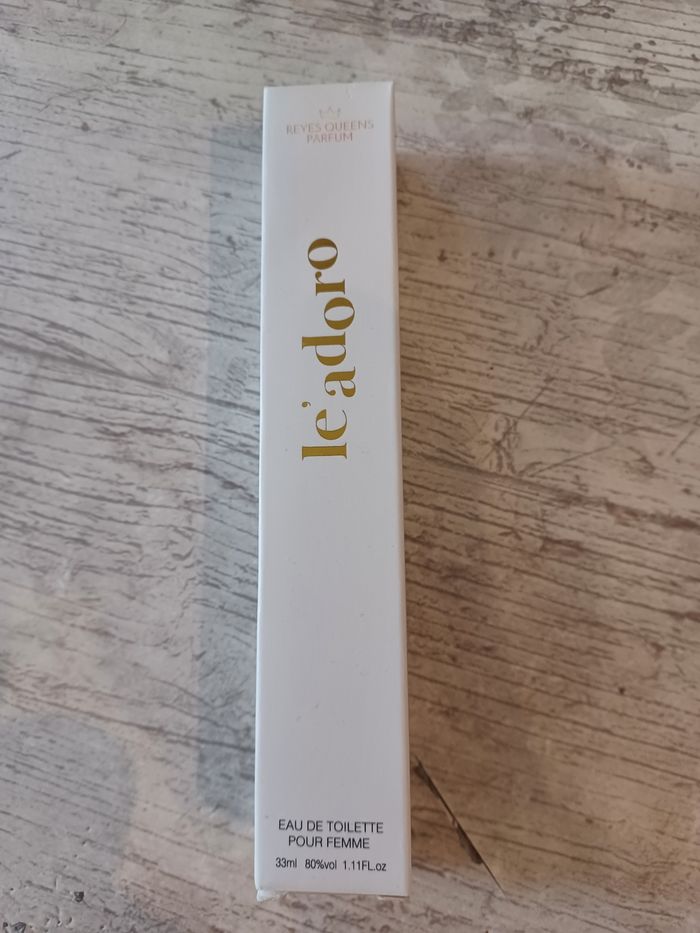 REYES QUEENS
PARFUM
le'adoro
EAU DE TOILETTE
POUR FEMME
33ml 80%vol 1.11FL.oz